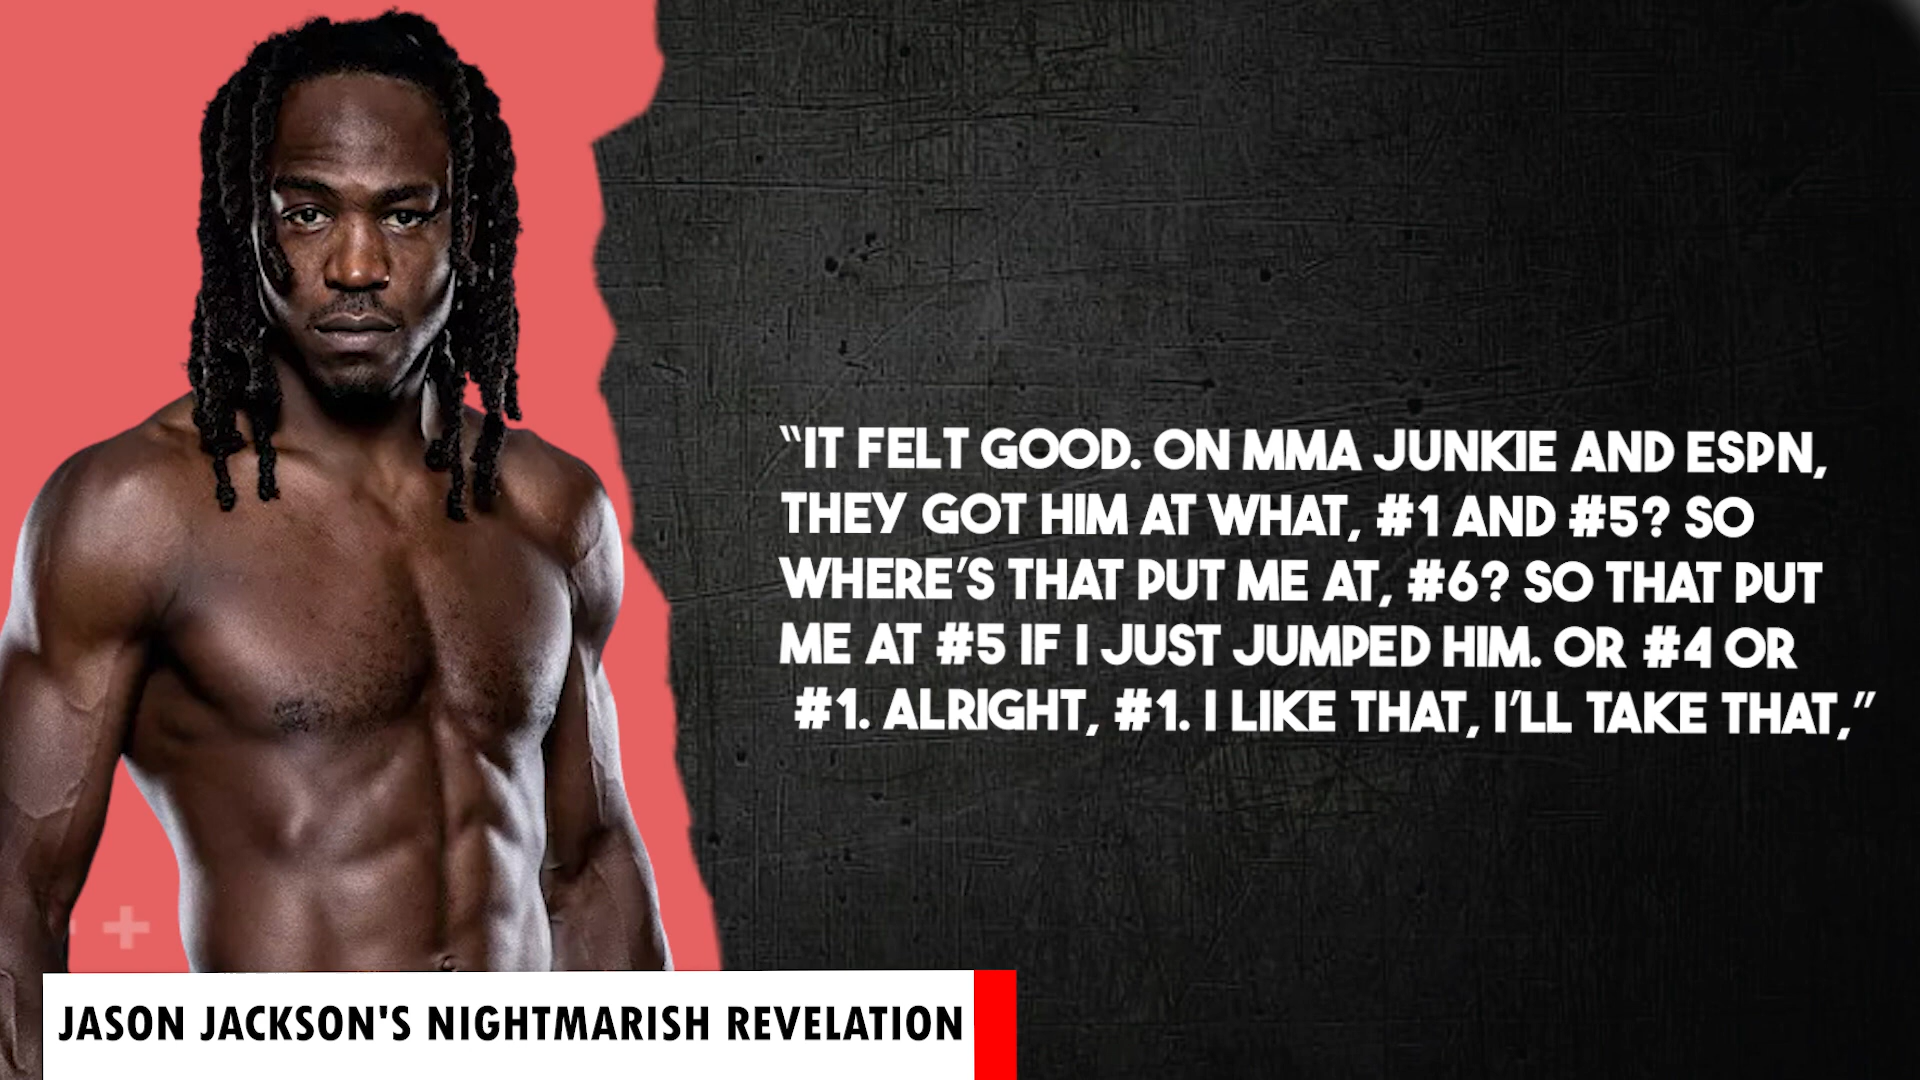 “IT FELT GOOD. ON MMA JUNKIE AND ESPN,
THEY GOT HIM AT WHAT, #1 AND #5? SO
WHERE’S THAT PUT ME AT, #6? SO THAT PUT
ME AT #5 IF I JUST JUMPED HIM. OR #4 OR
#1. ALRIGHT, #1. I LIKE THAT, I’LL TAKE THAT,”
JASON JACKSON'S NIGHTMARISH REVELATION